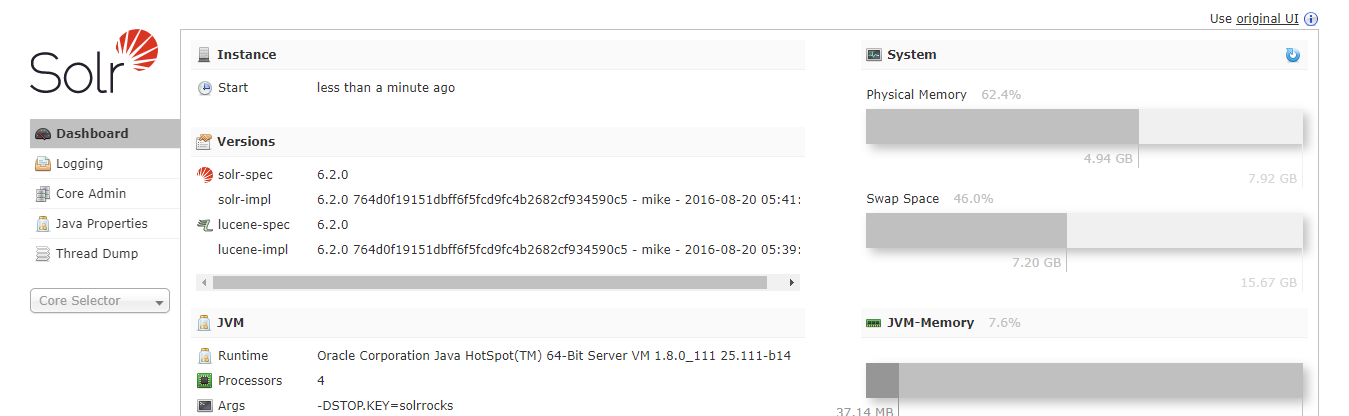 Use original UI
Solr
Dashboard
Logging
Core Admin
Java Properties
Thread Dump
Core Selector
Instance
Start less than a minute ago
Versions
solr-spec 6.2.0
solr-impl 6.2.0 764d0f19151dbff6f5fcd9fc4b2682cf934590c5 - mike - 2016-08-20 05:41:
lucene-spec 6.2.0
lucene-impl 6.2.0 764d0f19151dbff6f5fcd9fc4b2682cf934590c5 - mike - 2016-08-20 05:39:
JVM
Runtime Oracle Corporation Java HotSpot(TM) 64-Bit Server VM 1.8.0_111 25.111-b14
Processors 4
Args -DSTOP.KEY=solrrocks
System
Physical Memory 62.4%
4.94 GB
7.92 GB
Swap Space 46.0%
7.20 GB
15.67 GB
JVM-Memory 7.6%
37.14 MB